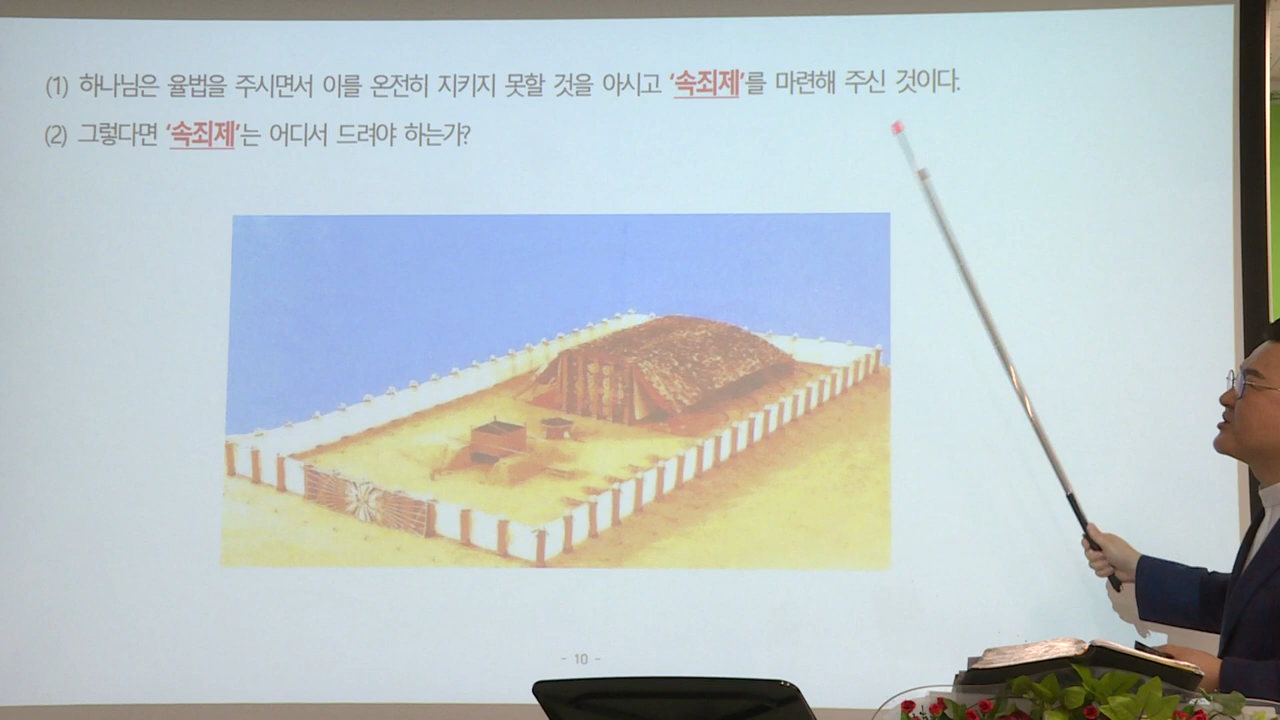 (1) 하나님은 율법을 주시면서 이를 온전히 지키지 못할 것을 아시고 '속죄제'를 마련해 주신 것이다.
(2) 그렇다면 '속죄제'는 어디서 드려야 하는가?
- 10 -